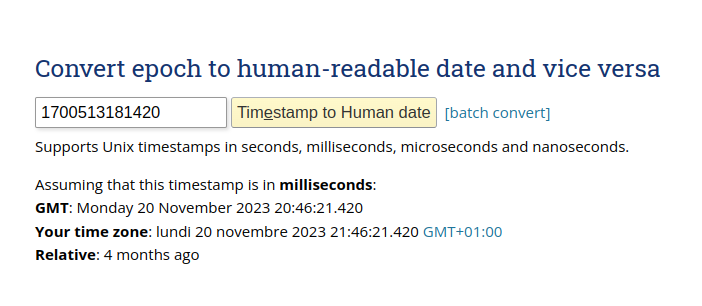 Convert epoch to human-readable date and vice versa
1700513181420 Timestamp to Human date [batch convert]
Supports Unix timestamps in seconds, milliseconds, microseconds and nanoseconds.
Assuming that this timestamp is in milliseconds:
GMT: Monday 20 November 2023 20:46:21.420
Your time zone: lundi 20 novembre 2023 21:46:21.420 GMT+01:00
Relative: 4 months ago